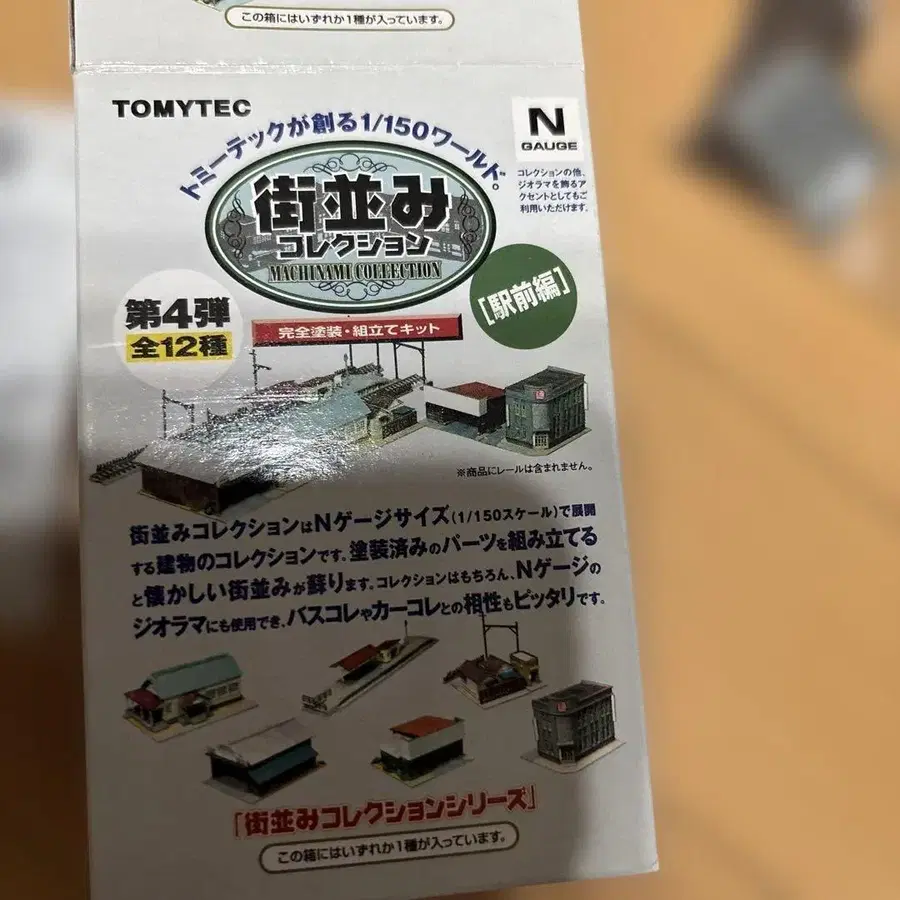 この箱にはいずれか1種が入っています。
TOMYTEC
トミーテックが創る1/150ワールド。
N
GAUGE
コレクションの他、
ジオラマを飾るア
クセントとしてもご
利用いただけます。
街並み
コレクション
MACHINAMI COLLECTION
[駅前編]
第4弾
全12種
完全塗装・組立てキット
※商品にレールは含まれません。
街並みコレクションはNゲージサイズ(1/150スケール)で展開
する建物のコレクションです。塗装済みのパーツを組み立てる
と懐かしい街並みが蘇ります。コレクションはもちろん、Nゲージの
ジオラマにも使用でき、バスコレやカーコレとの相性もピッタリです。
「街並みコレクションシリーズ」
この箱にはいずれか1種が入っています。